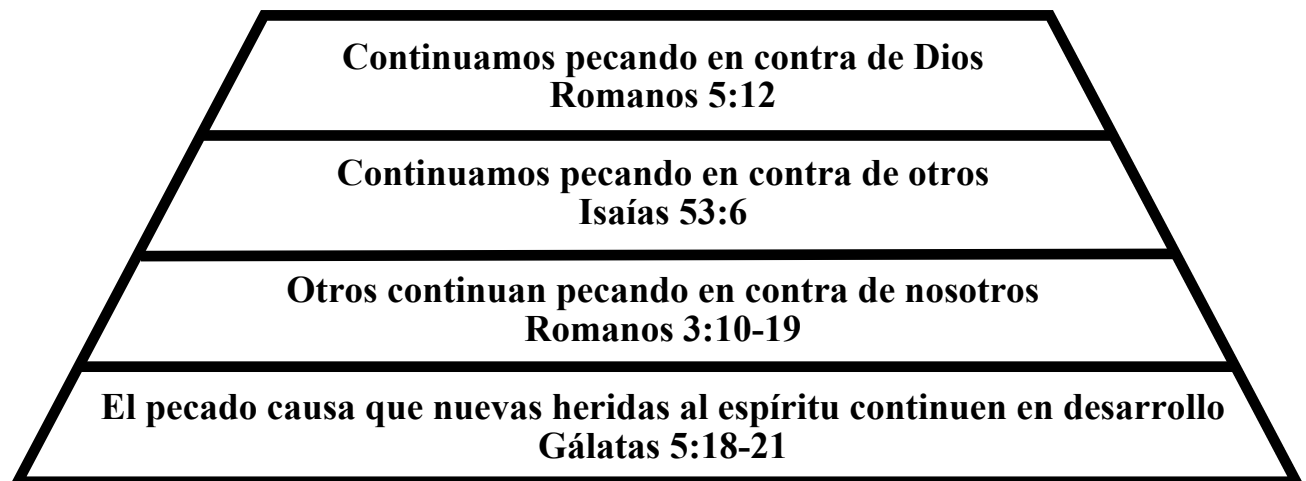 Continuamos pecando en contra de Dios
Romanos 5:12
Continuamos pecando en contra de otros
Isaías 53:6
Otros continuan pecando en contra de nosotros
Romanos 3:10-19
El pecado causa que nuevas heridas al espíritu continuen en desarrollo
Gálatas 5:18-21